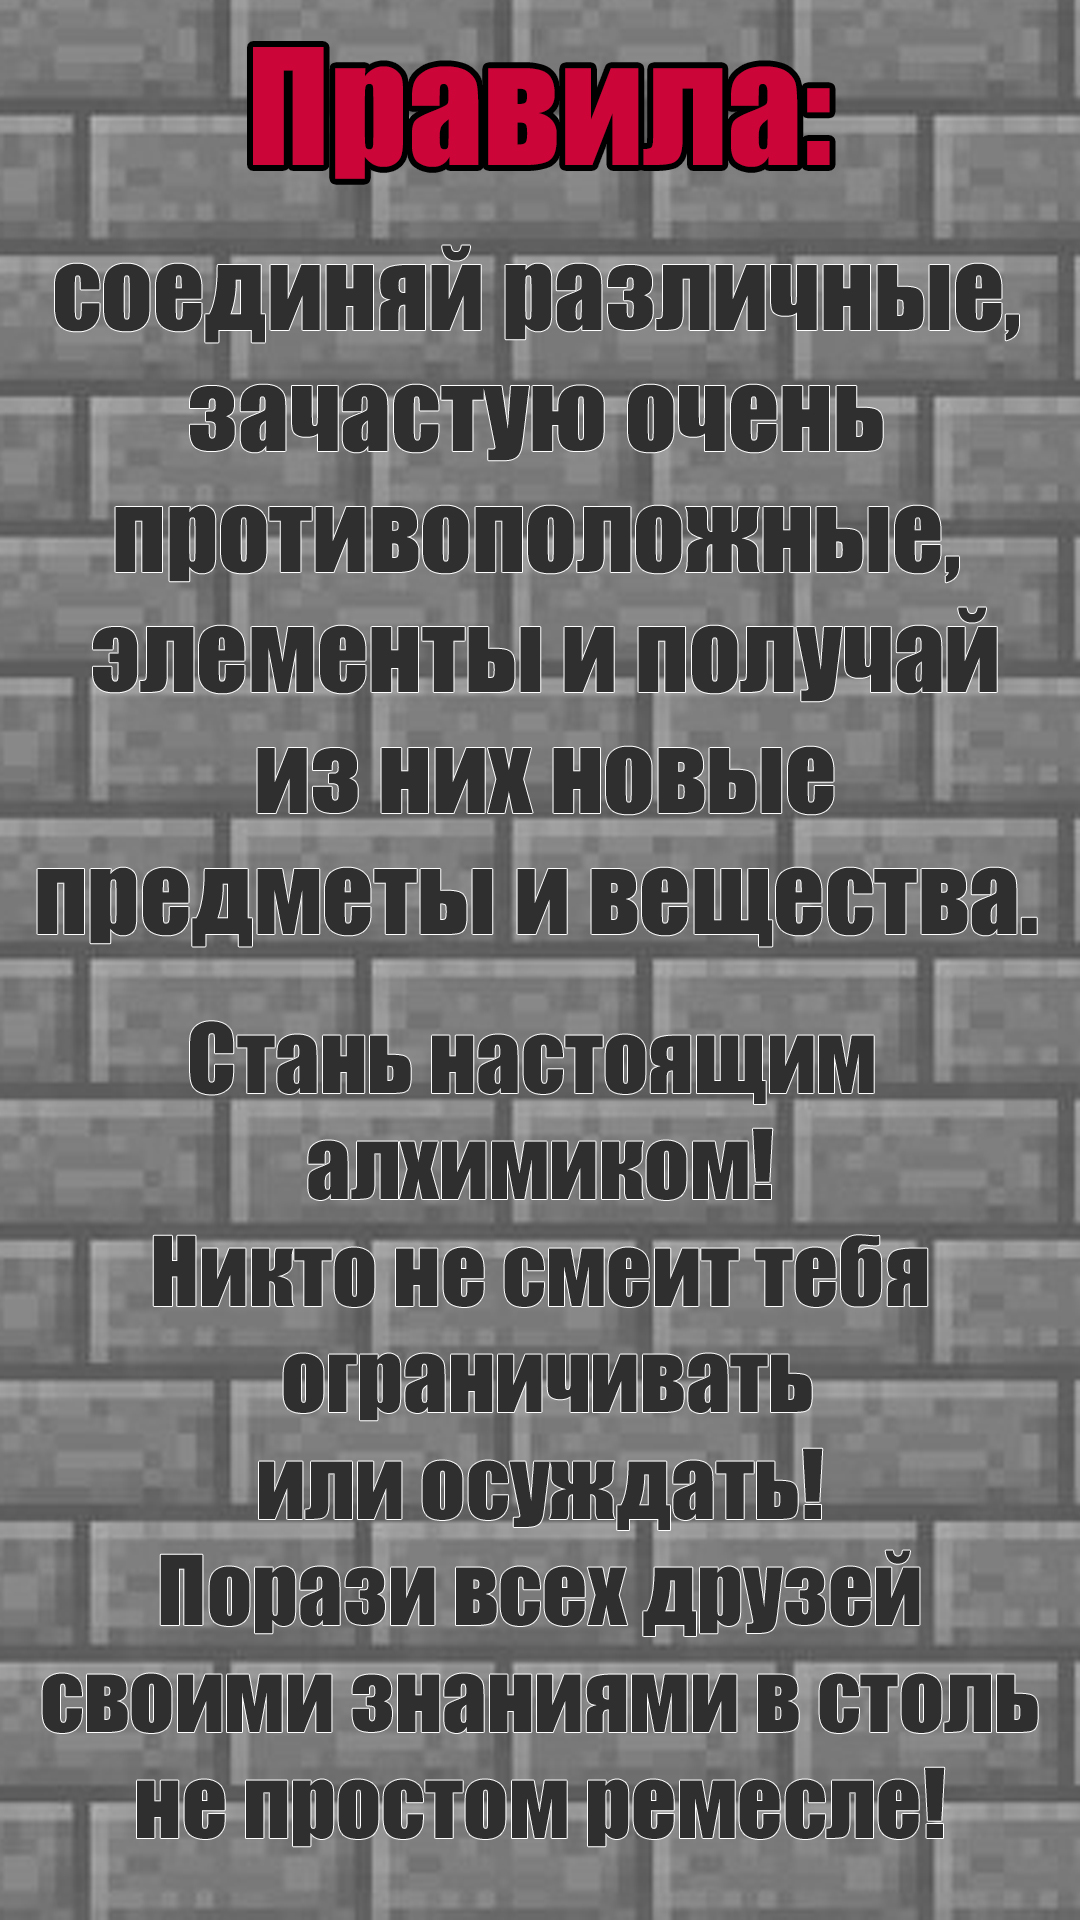 Правила:
соединяй различные,
зачастую очень
противоположные,
элементы и получай
из них новые
предметы и вещества.
Стань настоящим
алхимиком!
Никто не смеит тебя
ограничивать
или осуждать!
Порази всех друзей
своими знаниями в столь
не простом ремесле!